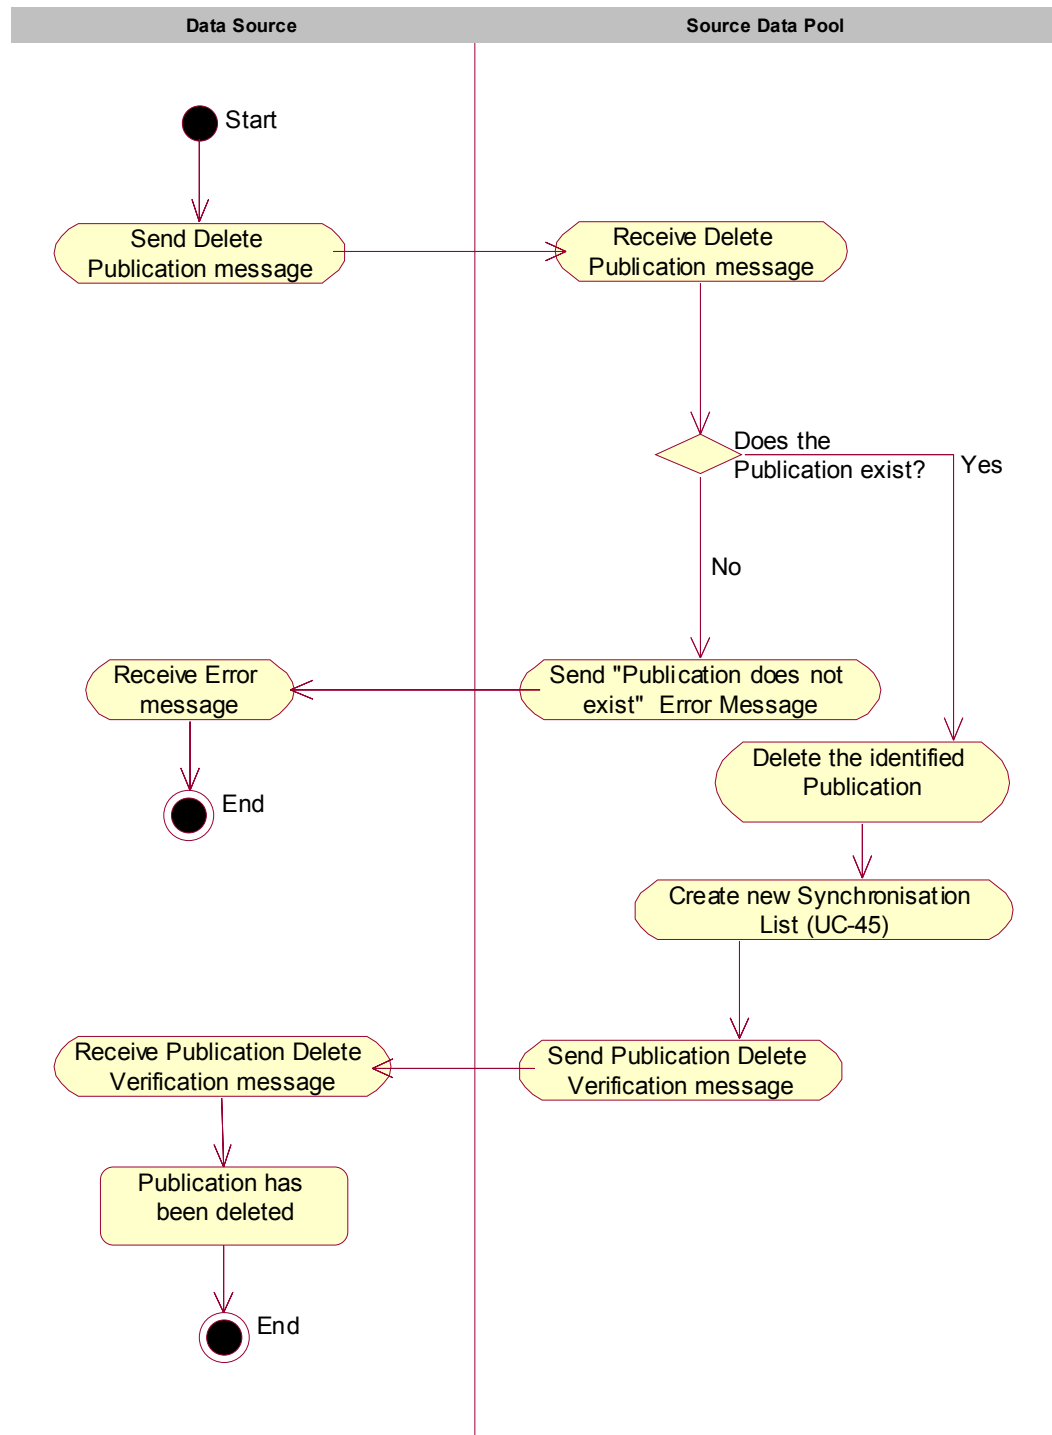 Data Source
Source Data Pool
Start
Send Delete
Publication message
Receive Delete
Publication message
Does the
Publication exist?
Yes
No
Receive Error
message
Send "Publication does not
exist"  Error Message
End
Delete the identified
Publication
Create new Synchronisation
List (UC-45)
Receive Publication Delete
Verification message
Send Publication Delete
Verification message
Publication has
been deleted
End